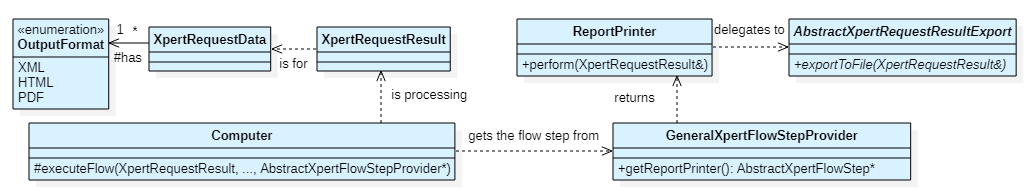 «enumeration»
OutputFormat
XML
HTML
PDF
1 *
#has
XpertRequestData
is for
XpertRequestResult
is processing
ReportPrinter
+perform(XpertRequestResult&)
delegates to
AbstractXpertRequestResultExport
+exportToFile(XpertRequestResult&)
returns
Computer
#executeFlow(XpertRequestResult, ..., AbstractXpertFlowStepProvider*)
gets the flow step from
GeneralXpertFlowStepProvider
+getReportPrinter(): AbstractXpertFlowStep*